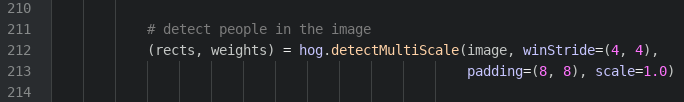 210
211 # detect people in the image
212 (rects, weights) = hog.detectMultiScale(image, winStride=(4, 4),
213 padding=(8, 8), scale=1.0)
214